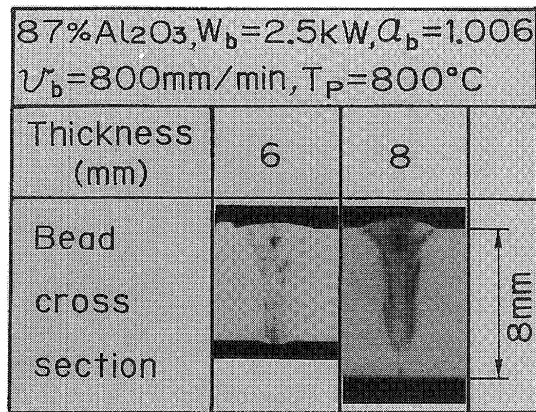 87%Al2O3,Wb=2.5kW,ab=1.006
vb=800mm/min,TP=800°C
Thickness
(mm)
6
8
Bead
cross
section
8mm